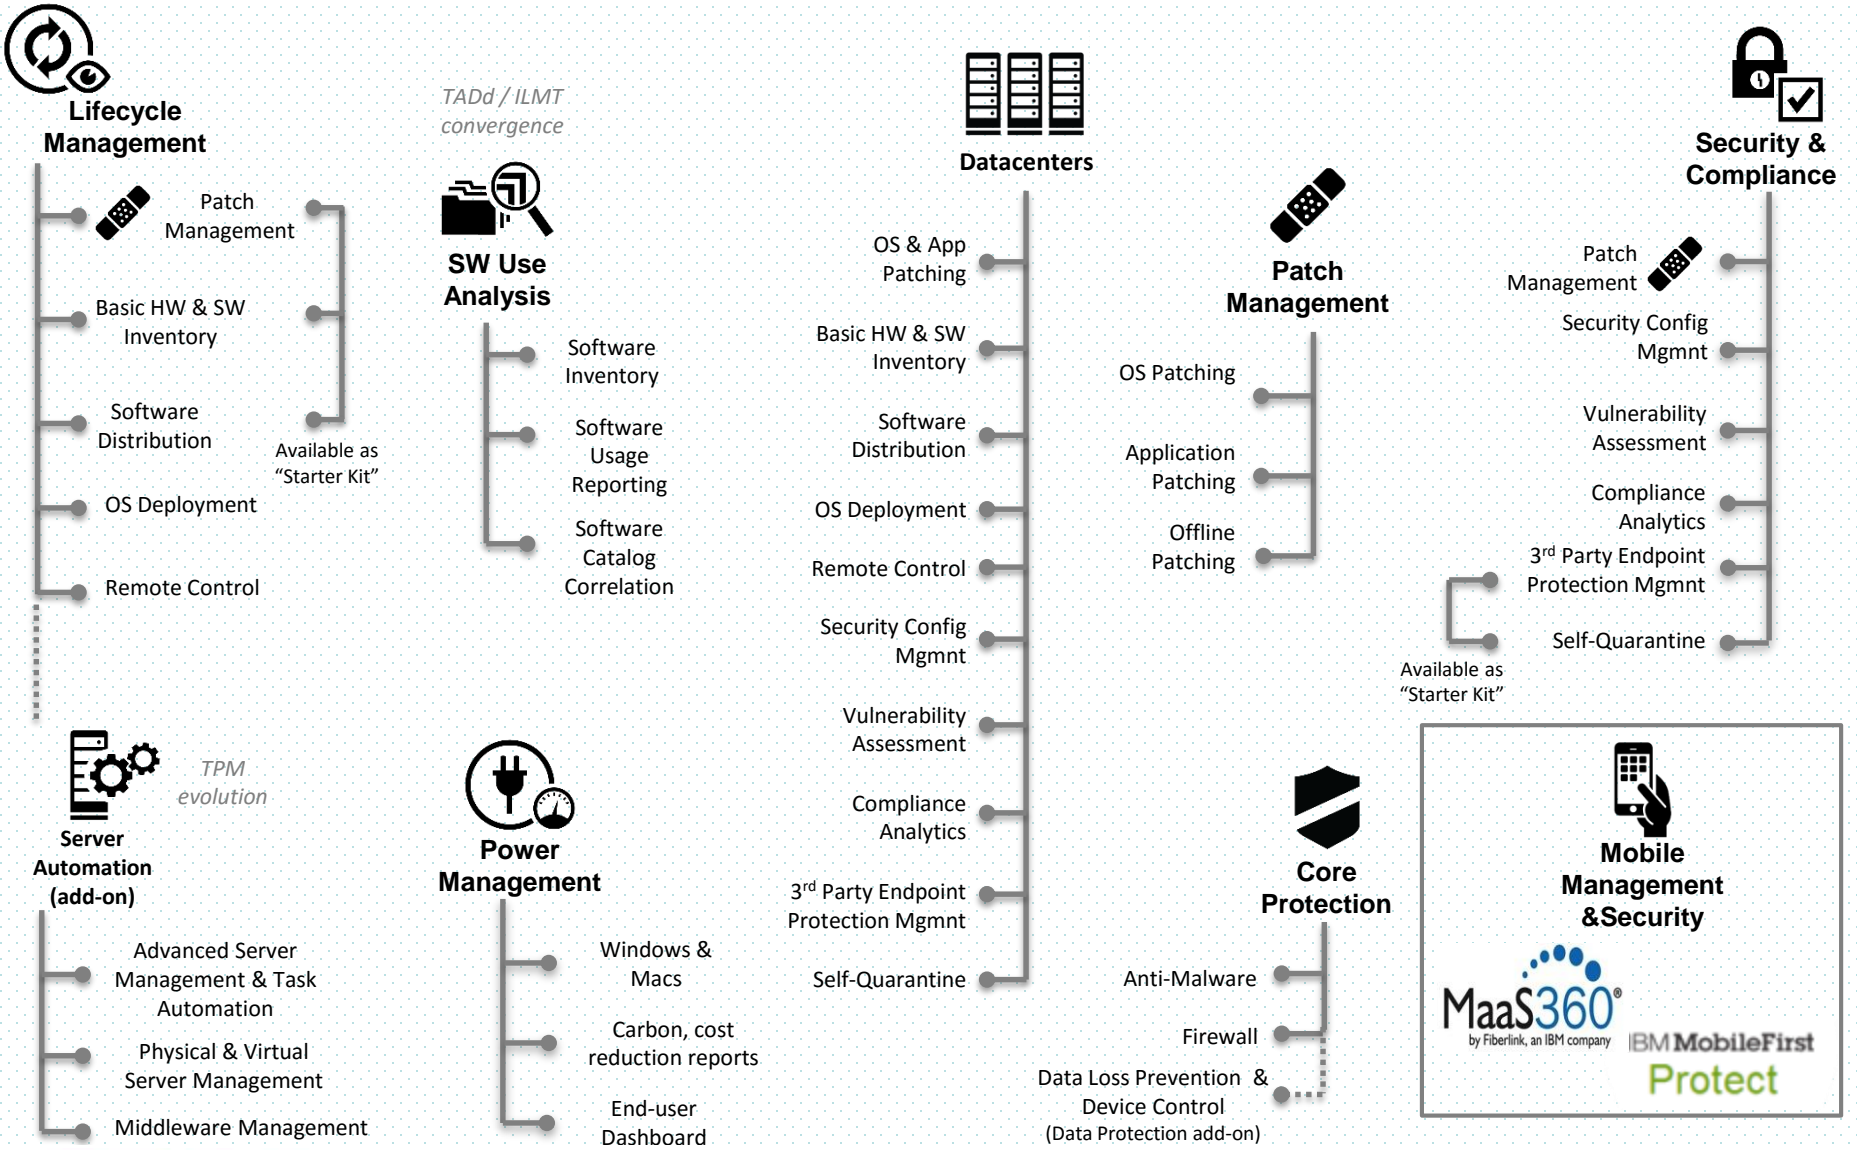 Lifecycle
Management
Patch
Management
Basic HW & SW
Inventory
Software
Distribution
Available as
“Starter Kit”
OS Deployment
Remote Control
TADd / ILMT
convergence
SW Use
Analysis
Software
Inventory
Software
Usage
Reporting
Software
Catalog
Correlation
Datacenters
OS & App
Patching
Basic HW & SW
Inventory
Software
Distribution
OS Deployment
Remote Control
Security Config
Mgmnt
Vulnerability
Assessment
Compliance
Analytics
3rd Party Endpoint
Protection Mgmnt
Self-Quarantine
Patch
Management
OS Patching
Application
Patching
Offline
Patching
Security &
Compliance
Patch
Management
Security Config
Mgmnt
Vulnerability
Assessment
Compliance
Analytics
3rd Party Endpoint
Protection Mgmnt
Self-Quarantine
Available as
“Starter Kit”
TPM
evolution
Server
Automation
(add-on)
Advanced Server
Management & Task
Automation
Physical & Virtual
Server Management
Middleware Management
Power
Management
Windows &
Macs
Carbon, cost
reduction reports
End-user
Dashboard
Core
Protection
Anti-Malware
Firewall
Data Loss Prevention &
Device Control
(Data Protection add-on)
Mobile
Management
&Security
MaaS360®
by Fiberlink, an IBM company
IBM MobileFirst
Protect